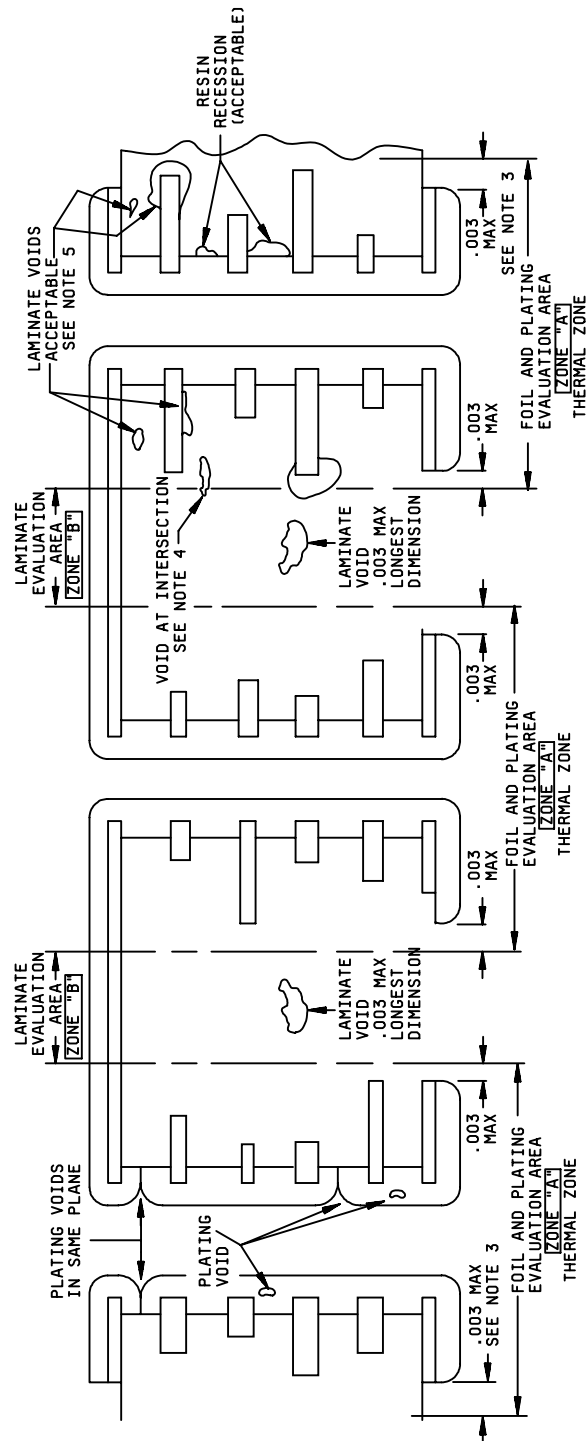 LAMINATE
EVALUATION
AREA
ZONE "B"
LAMINATE
EVALUATION
AREA
ZONE "B"
LAMINATE VOIDS
ACCEPTABLE
SEE NOTE 5
RESIN
RECESSION
(ACCEPTABLE)
PLATING VOIDS
IN SAME PLANE
PLATING
VOID
LAMINATE
VOID
.003 MAX
LONGEST
DIMENSION
VOID AT INTERSECTION
SEE NOTE 4
LAMINATE
VOID
.003 MAX
LONGEST
DIMENSION
.003 MAX
SEE NOTE 3
.003
MAX
.003
MAX
.003
MAX
.003
MAX
.003
MAX
SEE NOTE 3
FOIL AND PLATING
EVALUATION AREA
ZONE "A"
THERMAL ZONE
FOIL AND PLATING
EVALUATION AREA
ZONE "A"
THERMAL ZONE
FOIL AND PLATING
EVALUATION AREA
ZONE "A"
THERMAL ZONE